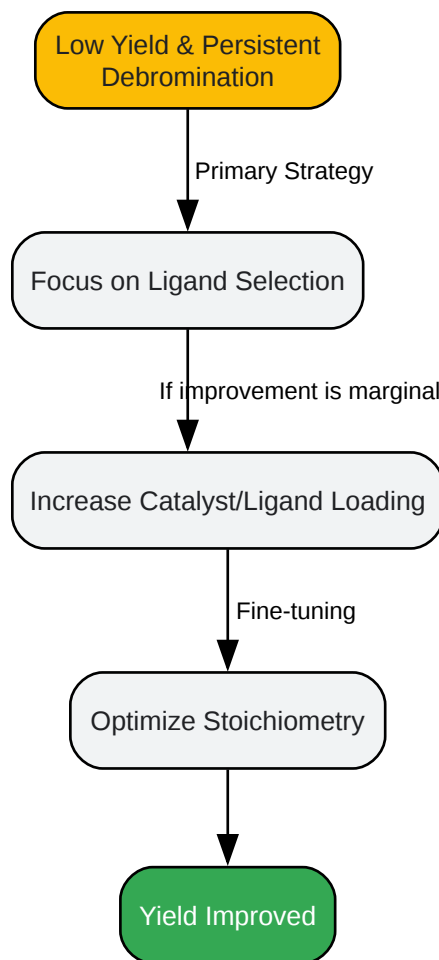 Low Yield & Persistent
Debromination
Primary Strategy
Focus on Ligand Selection
If improvement is marginal
Increase Catalyst/Ligand Loading
Fine-tuning
Optimize Stoichiometry
Yield Improved